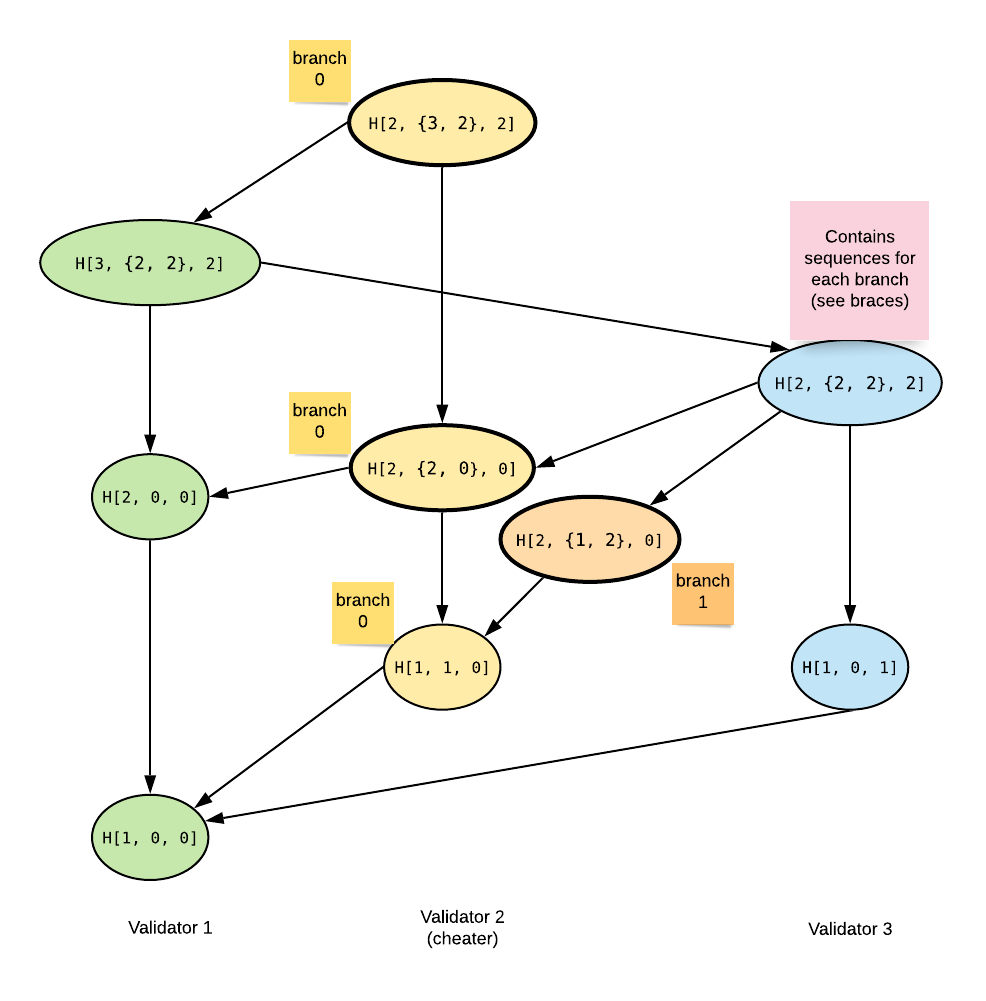 branch
0
H[2, {3, 2}, 2]
H[3, {2, 2}, 2]
Contains
sequences for
each branch
(see braces)
H[2, {2, 2}, 2]
branch
0
H[2, {2, 0}, 0]
H[2, 0, 0]
H[2, {1, 2}, 0]
branch
1
branch
0
H[1, 1, 0]
H[1, 0, 1]
H[1, 0, 0]
Validator 1
Validator 2
(cheater)
Validator 3